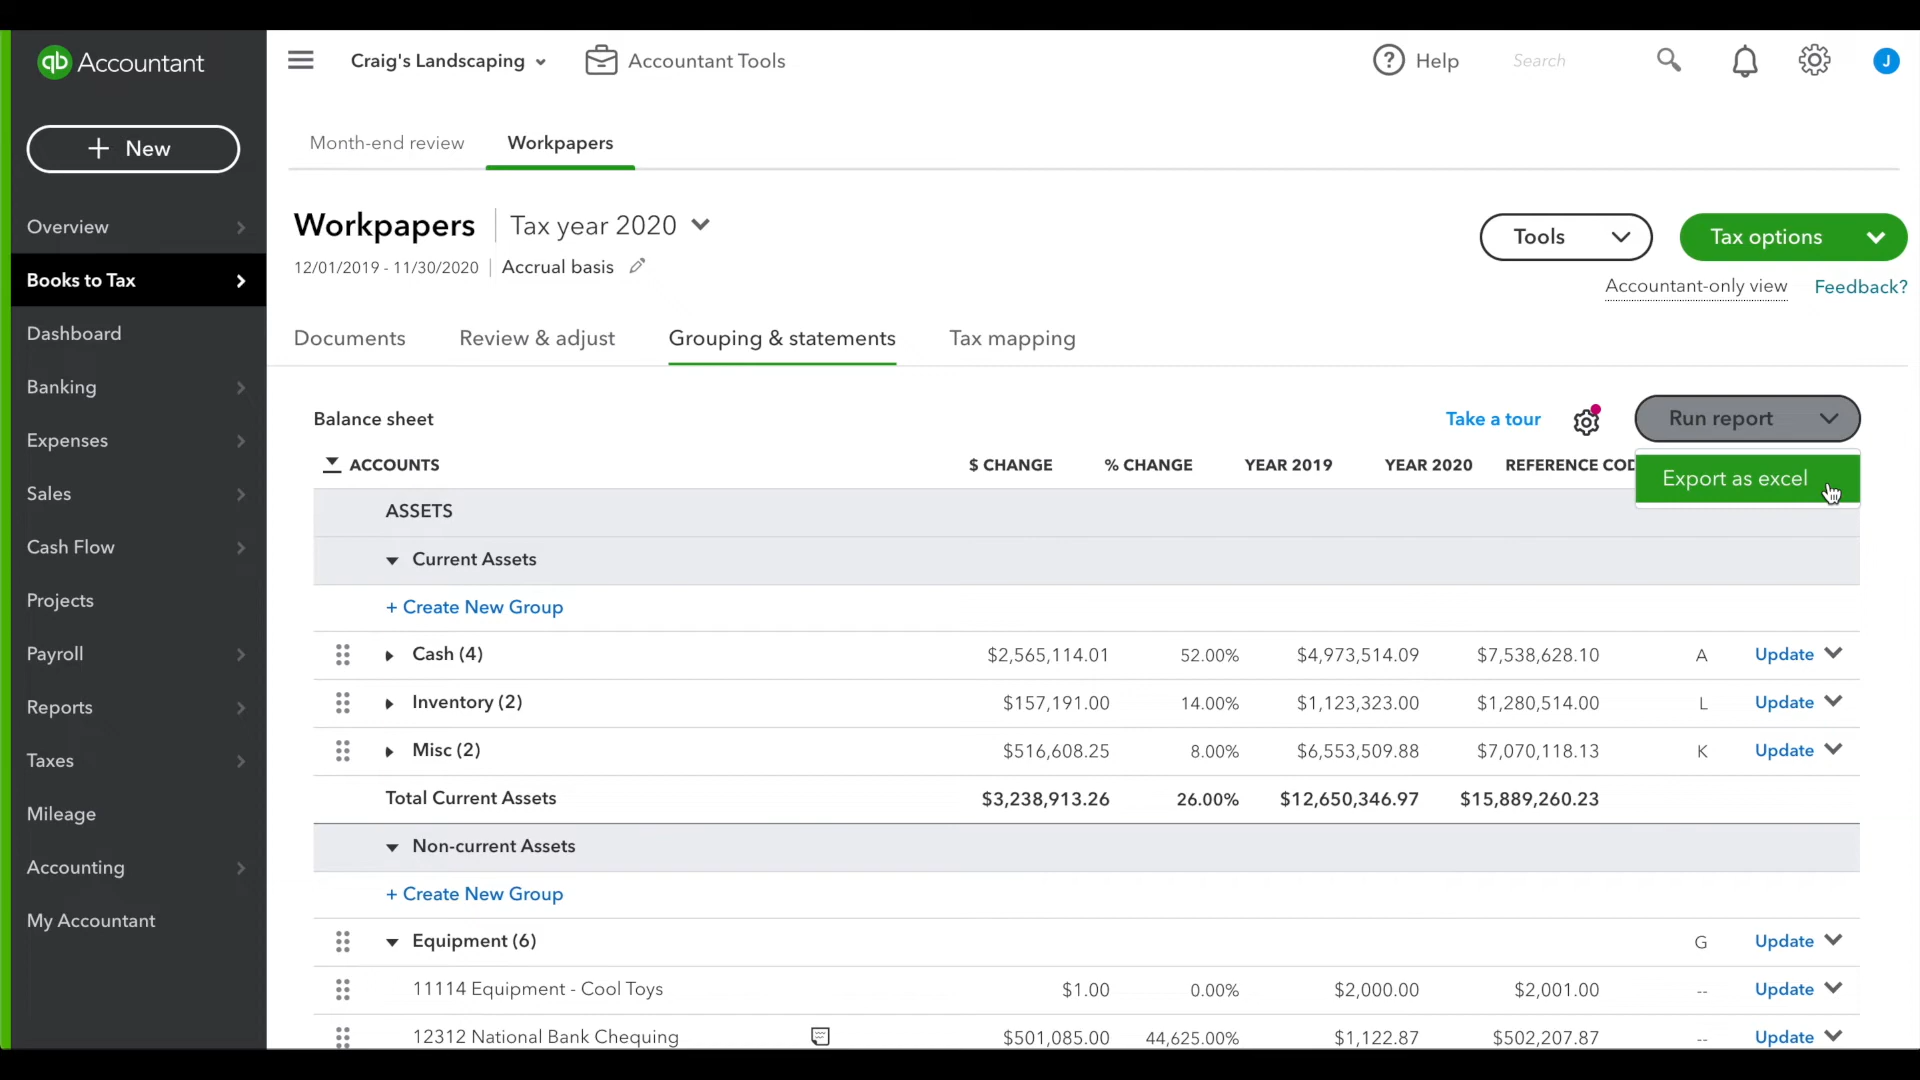 qb Accountant
Craig's Landscaping
Accountant Tools
? Help
Search
J
+ New
Month-end review
Workpapers
Overview
Books to Tax
Dashboard
Banking
Expenses
Sales
Cash Flow
Projects
Payroll
Reports
Taxes
Mileage
Accounting
My Accountant
Workpapers
Tax year 2020
Tools
Tax options
12/01/2019 - 11/30/2020
Accrual basis
Accountant-only view
Feedback?
Documents
Review & adjust
Grouping & statements
Tax mapping
Balance sheet
Take a tour
Run report
Export as excel
ACCOUNTS $ CHANGE % CHANGE YEAR 2019 YEAR 2020 REFERENCE COD
ASSETS
Current Assets
+ Create New Group
Cash (4) $2,565,114.01 52.00% $4,973,514.09 $7,538,628.10 A Update
Inventory (2) $157,191.00 14.00% $1,123,323.00 $1,280,514.00 L Update
Misc (2) $516,608.25 8.00% $6,553,509.88 $7,070,118.13 K Update
Total Current Assets $3,238,913.26 26.00% $12,650,346.97 $15,889,260.23
Non-current Assets
+ Create New Group
Equipment (6) G Update
11114 Equipment - Cool Toys $1.00 0.00% $2,000.00 $2,001.00 -- Update
12312 National Bank Chequing $501,085.00 44,625.00% $1,122.87 $502,207.87 -- Update